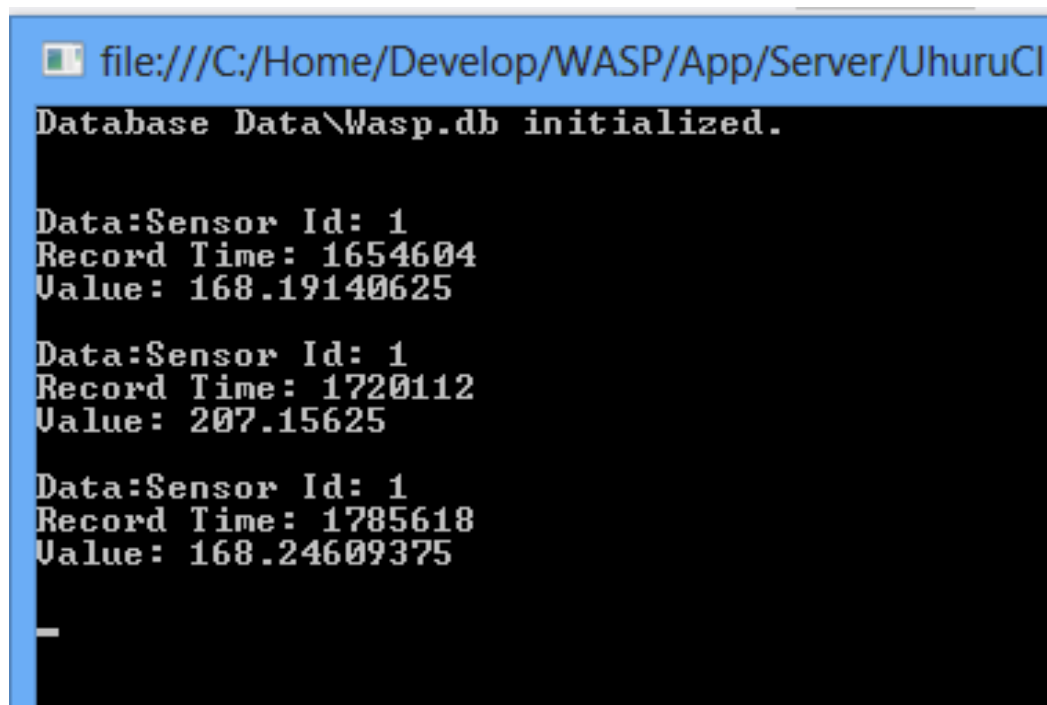 file:///C:/Home/Develop/WASP/App/Server/UhuruCl
Database Data\Wasp.db initialized.
Data:Sensor Id: 1
Record Time: 1654604
Value: 168.19140625
Data:Sensor Id: 1
Record Time: 1720112
Value: 207.15625
Data:Sensor Id: 1
Record Time: 1785618
Value: 168.24609375